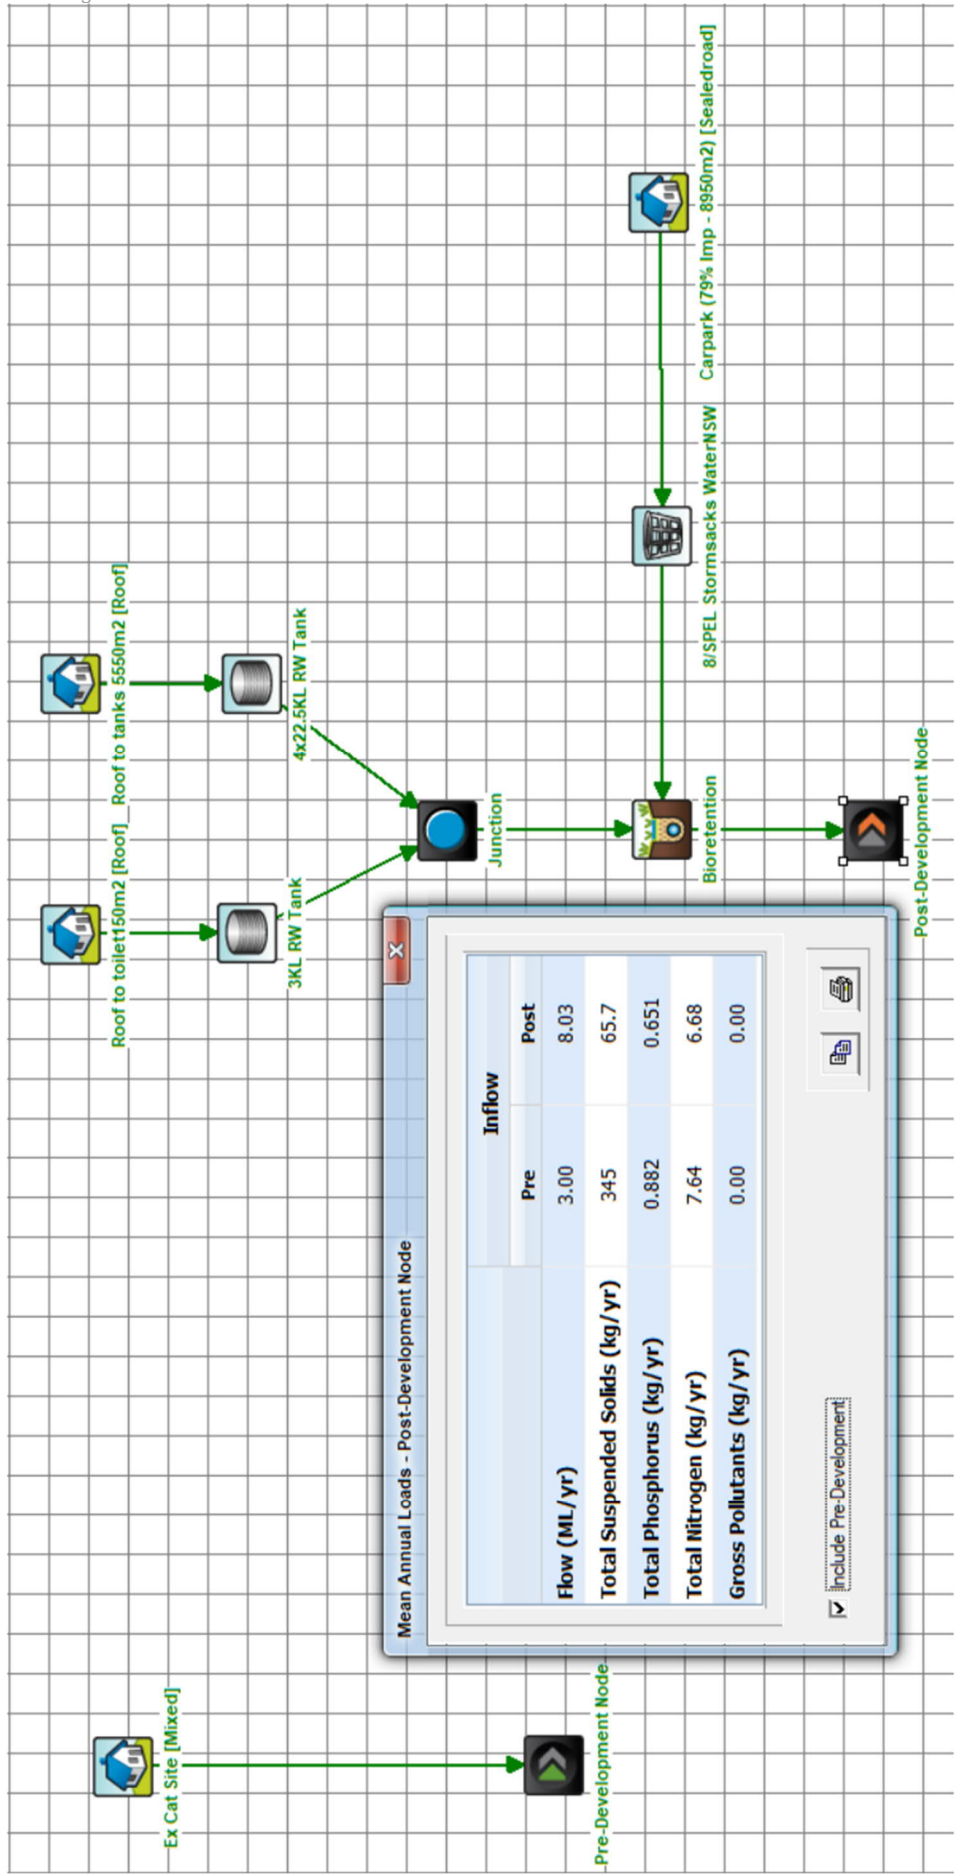 Ex Cat Site [Mixed]
Pre-Development Node
Roof to toilet150m2 [Roof]
Roof to tanks 5550m2 [Roof]
3KL RW Tank
4x22.5KL RW Tank
Junction
Carpark (79% Imp - 8950m2) [Sealedroad]
8/SPEL Stormsacks WaterNSW
Bioretention
Post-Development Node
Mean Annual Loads - Post-Development Node
X
Inflow
Pre Post
Flow (ML/yr) 3.00 8.03
Total Suspended Solids (kg/yr) 345 65.7
Total Phosphorus (kg/yr) 0.882 0.651
Total Nitrogen (kg/yr) 7.64 6.68
Gross Pollutants (kg/yr) 0.00 0.00
Include Pre-Development